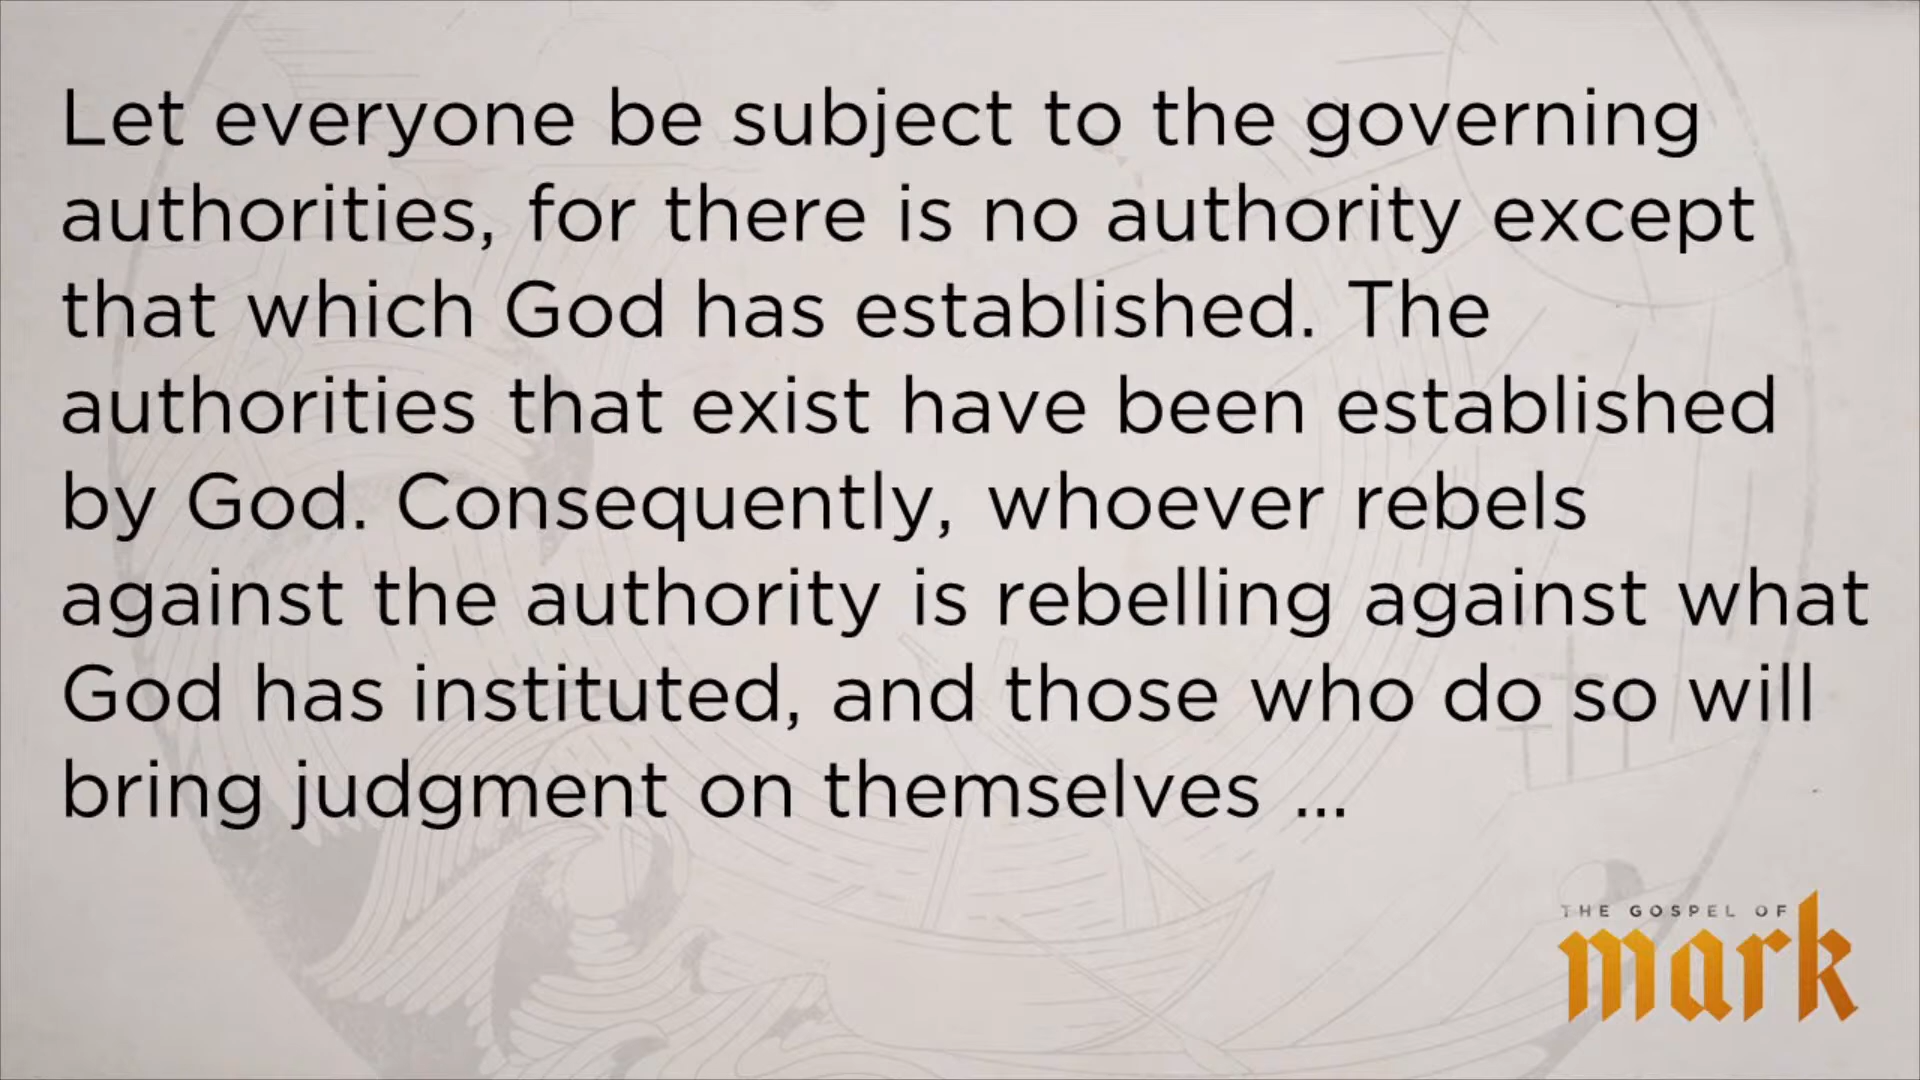 Let everyone be subject to the governing
authorities, for there is no authority except
that which God has established. The
authorities that exist have been established
by God. Consequently, whoever rebels
against the authority is rebelling against what
God has instituted, and those who do so will
bring judgment on themselves ...
THE GOSPEL OF
mark